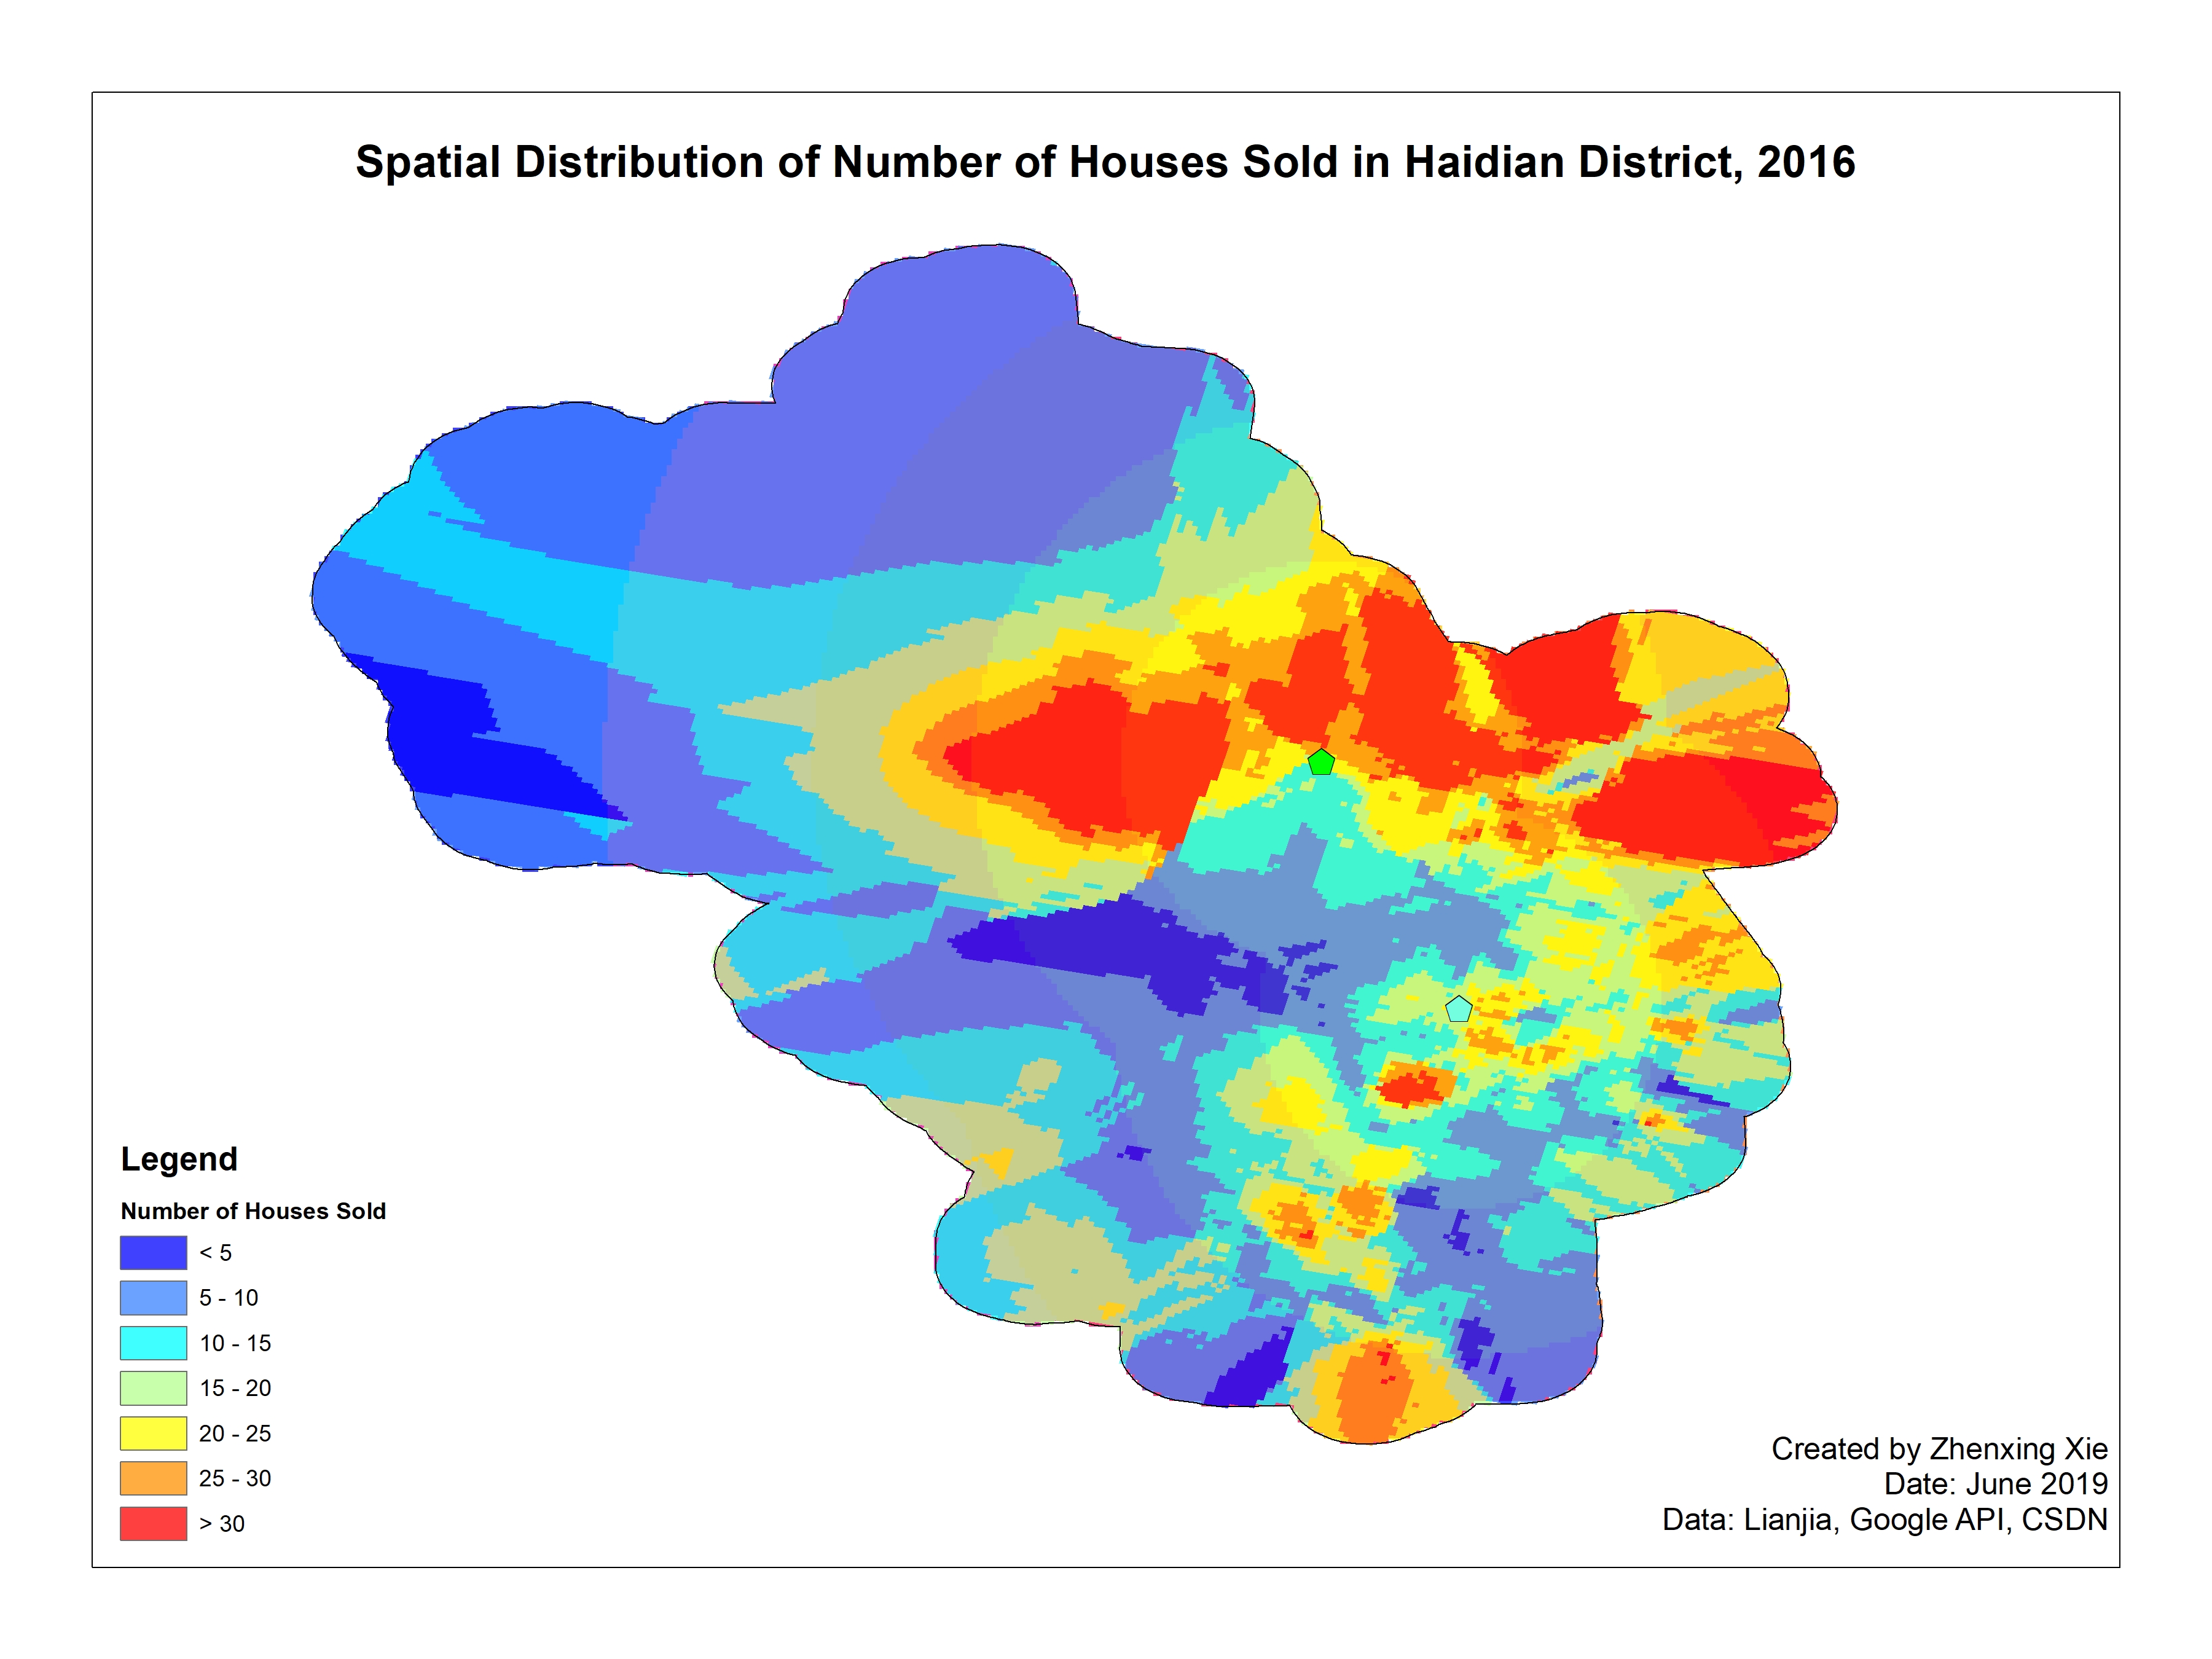 Spatial Distribution of Number of Houses Sold in Haidian District, 2016
Legend
Number of Houses Sold
< 5
5 - 10
10 - 15
15 - 20
20 - 25
25 - 30
> 30
Created by Zhenxing Xie
Date: June 2019
Data: Lianjia, Google API, CSDN